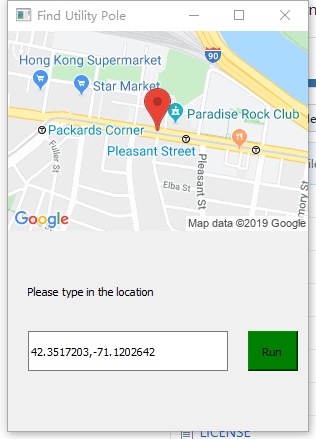 Find Utility Pole
90
Hong Kong Supermarket
Star Market
Paradise Rock Club
Packards Corner
Pleasant Street
Fuller St
Elba St
Pleasant St
mory St
Google
Map data ©2019 Google
Please type in the location
42.3517203,-71.1202642
Run
LICENSE